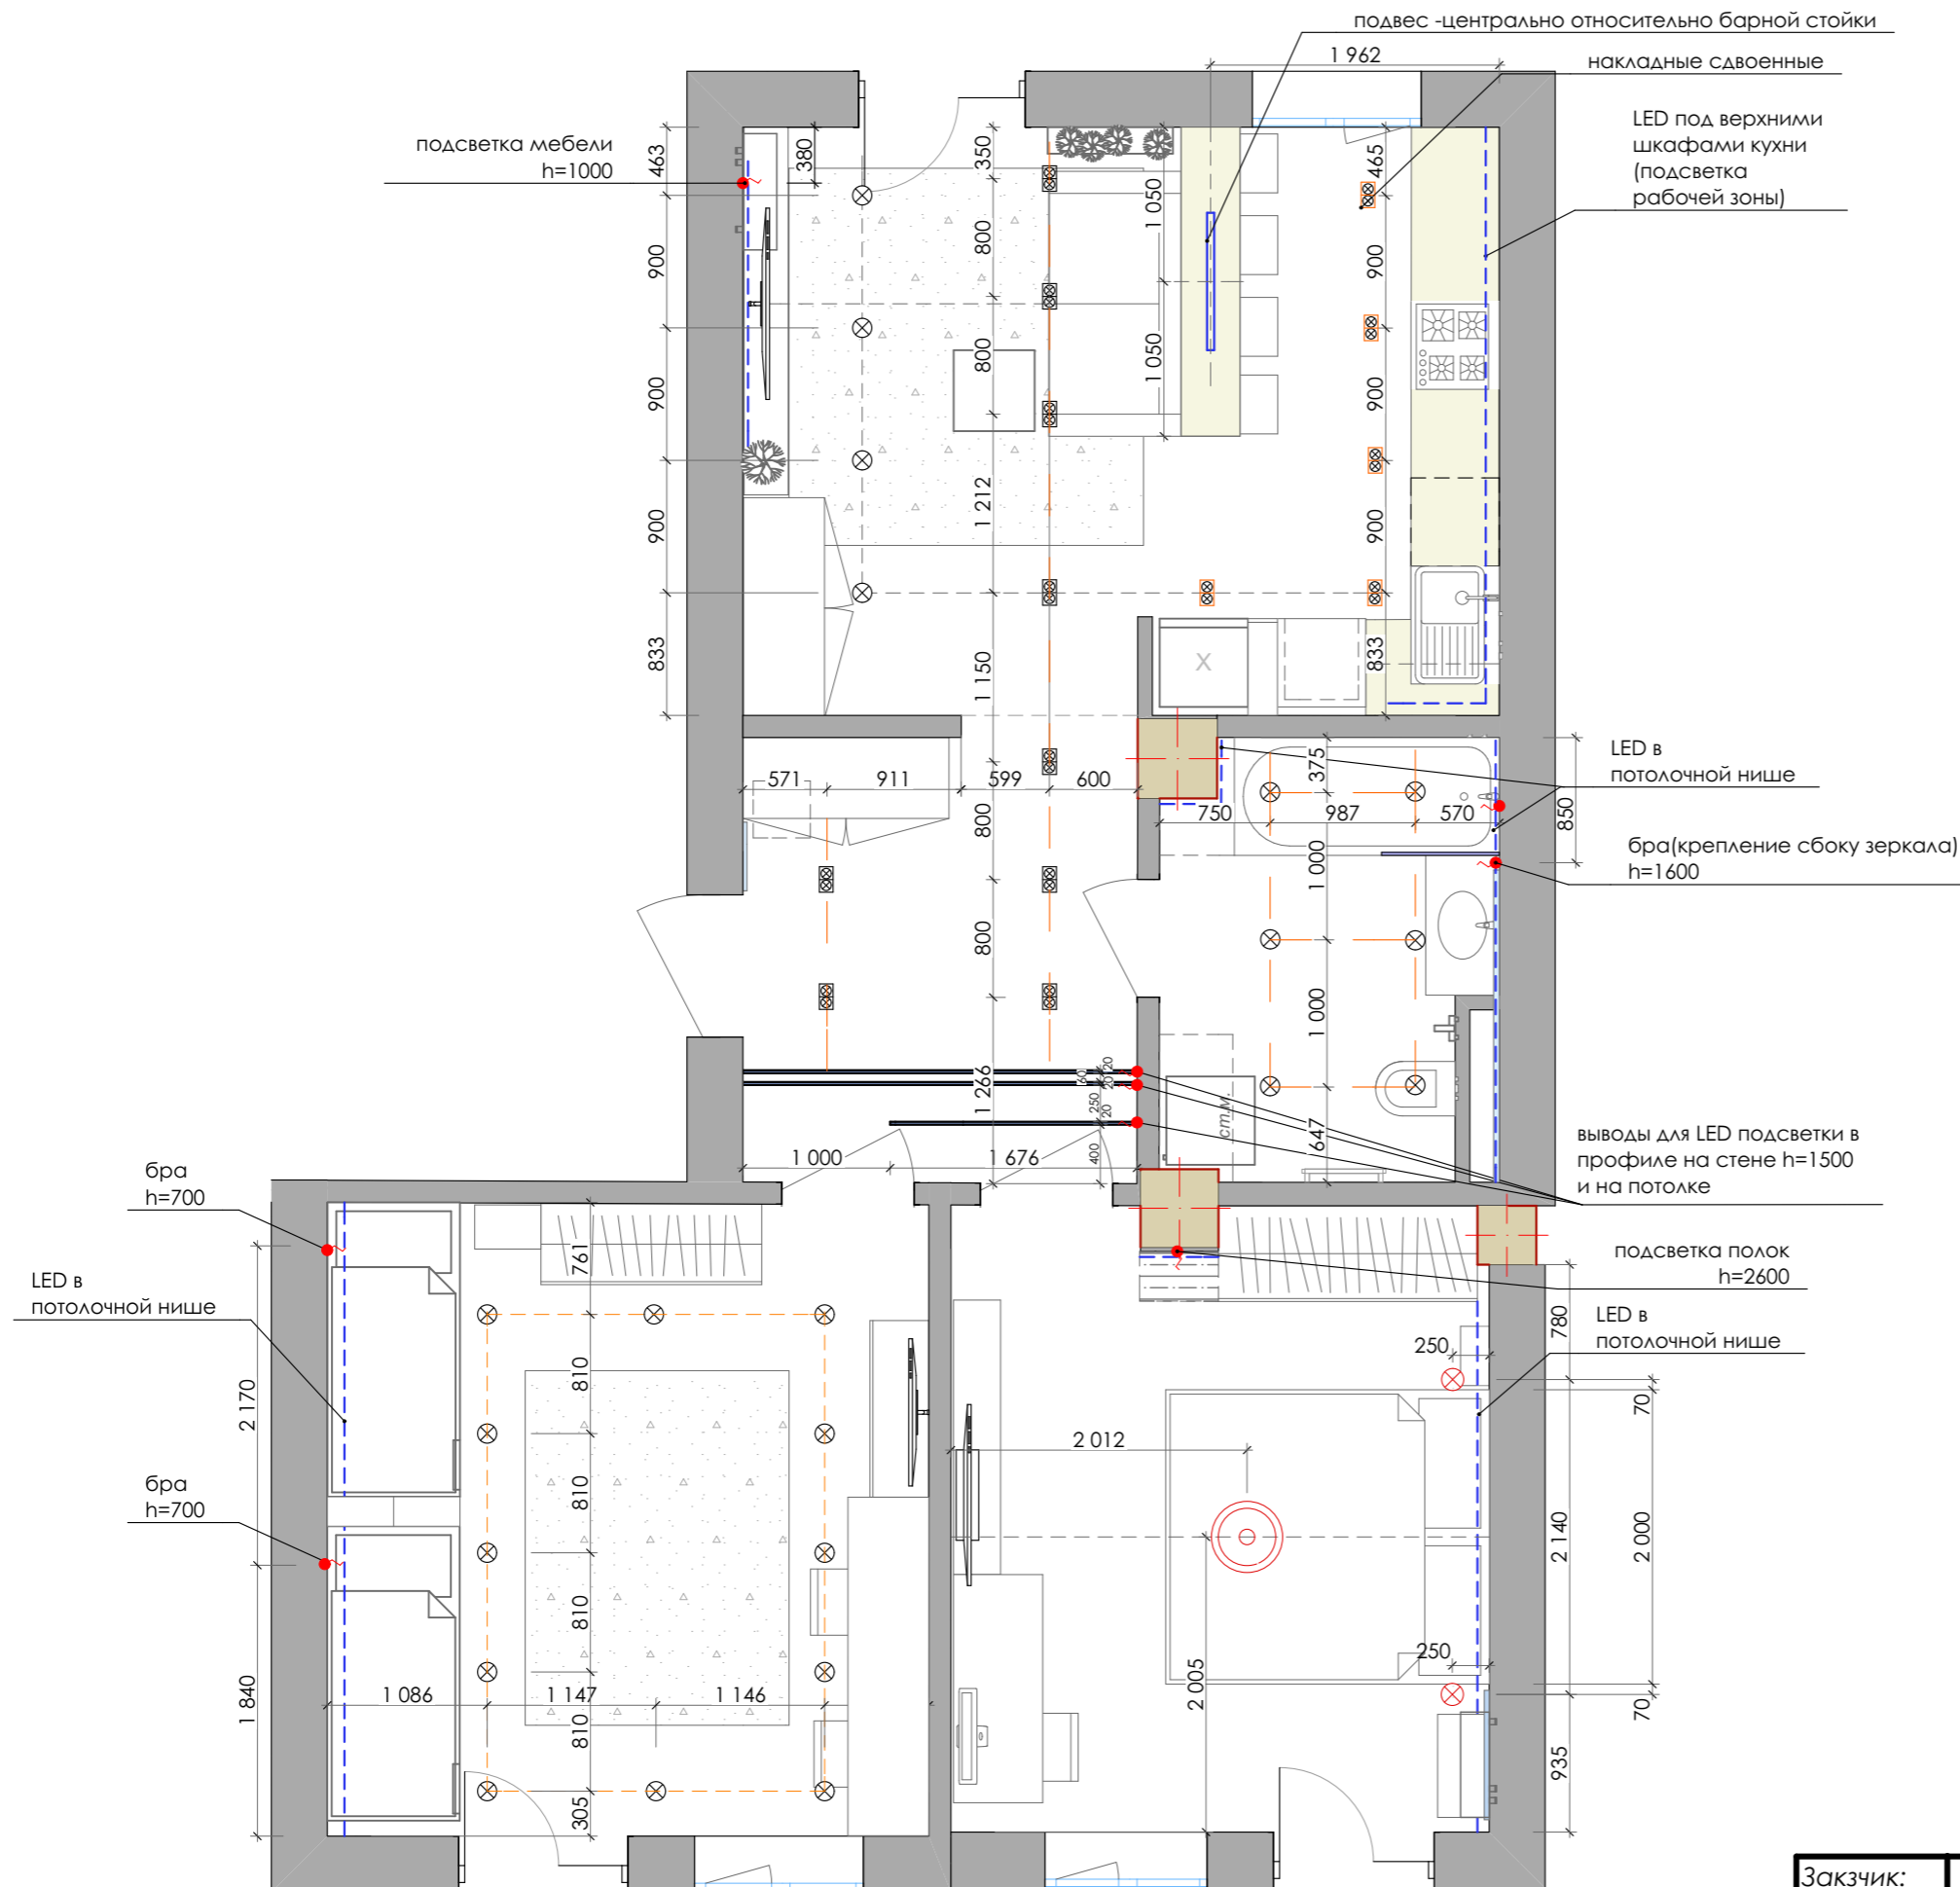 подвес -центрально относительно барной стойки
1 962
накладные сдвоенные
LED под верхними
шкафами кухни
(подсветка
рабочей зоны)
подсветка мебели
h=1000
463
380
350
465
900
800
1 050
900
900
800
1 050
900
900
1 212
900
833
1 150
833
X
571
911
599
600
375
750
987
570
850
LED в
потолочной нише
бра(крепление сбоку зеркала)
h=1600
800
1 000
800
1 000
1 266
20
60
20
250
20
400
647
ст.м.
1 000
1 676
выводы для LED подсветки в
профиле на стене h=1500
и на потолке
бра
h=700
LED в
потолочной нише
761
подсветка полок
h=2600
LED в
потолочной нише
780
250
70
810
2 170
2 012
810
2 140
2 000
бра
h=700
810
250
70
2 005
1 840
1 086
1 147
1 146
810
935
305
Закзчик: